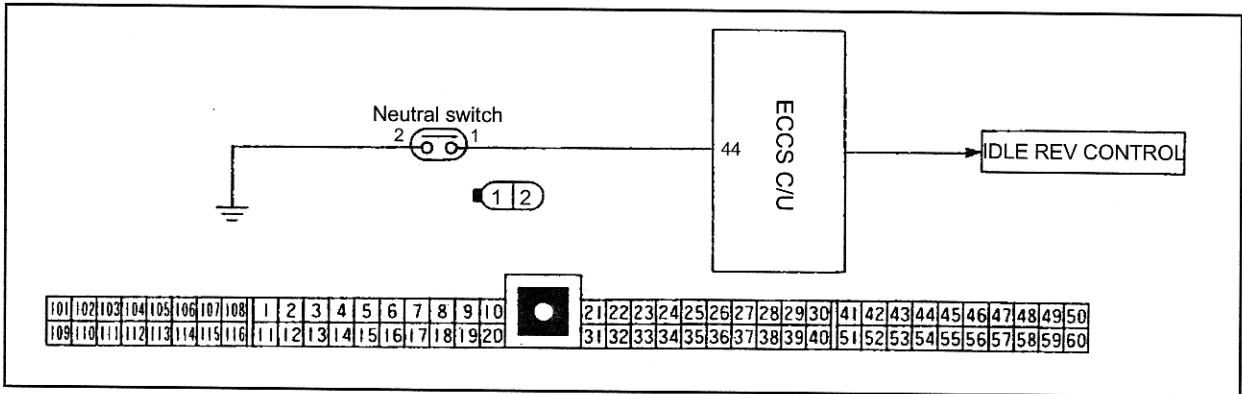 Neutral switch
2 1
44
ECCS C/U
IDLE REV CONTROL
1 2
101 102 103 104 105 106 107 108 1 2 3 4 5 6 7 8 9 10 21 22 23 24 25 26 27 28 29 30 41 42 43 44 45 46 47 48 49 50
109 110 111 112 113 114 115 116 11 12 13 14 15 16 17 18 19 20 31 32 33 34 35 36 37 38 39 40 51 52 53 54 55 56 57 58 59 60